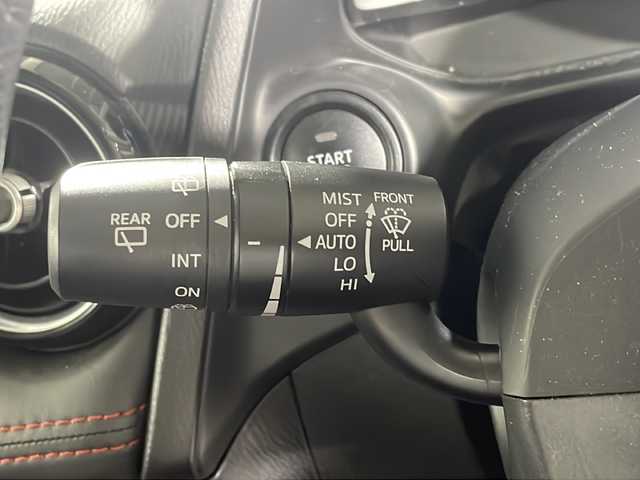 START
REAR
OFF
INT
ON
MIST
OFF
AUTO
LO
HI
FRONT
PULL